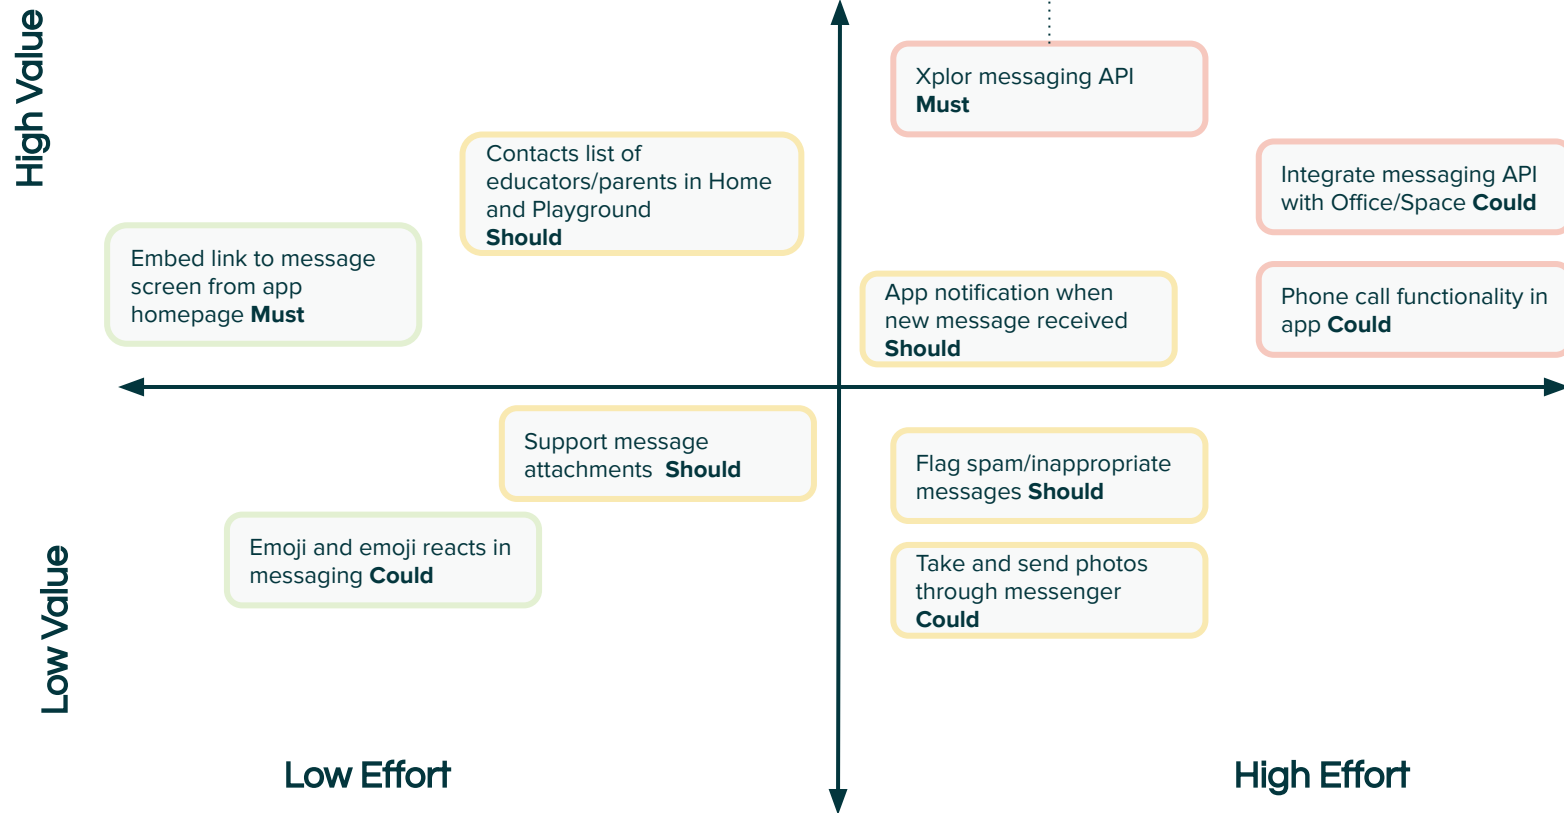 High Value
Xplor messaging API
Must
Contacts list of
educators/parents in Home
and Playground
Should
Integrate messaging API
with Office/Space Could
Embed link to message
screen from app
homepage Must
App notification when
new message received
Should
Phone call functionality in
app Could
Support message
attachments Should
Flag spam/inappropriate
messages Should
Emoji and emoji reacts in
messaging Could
Take and send photos
through messenger
Could
Low Value
Low Effort
High Effort